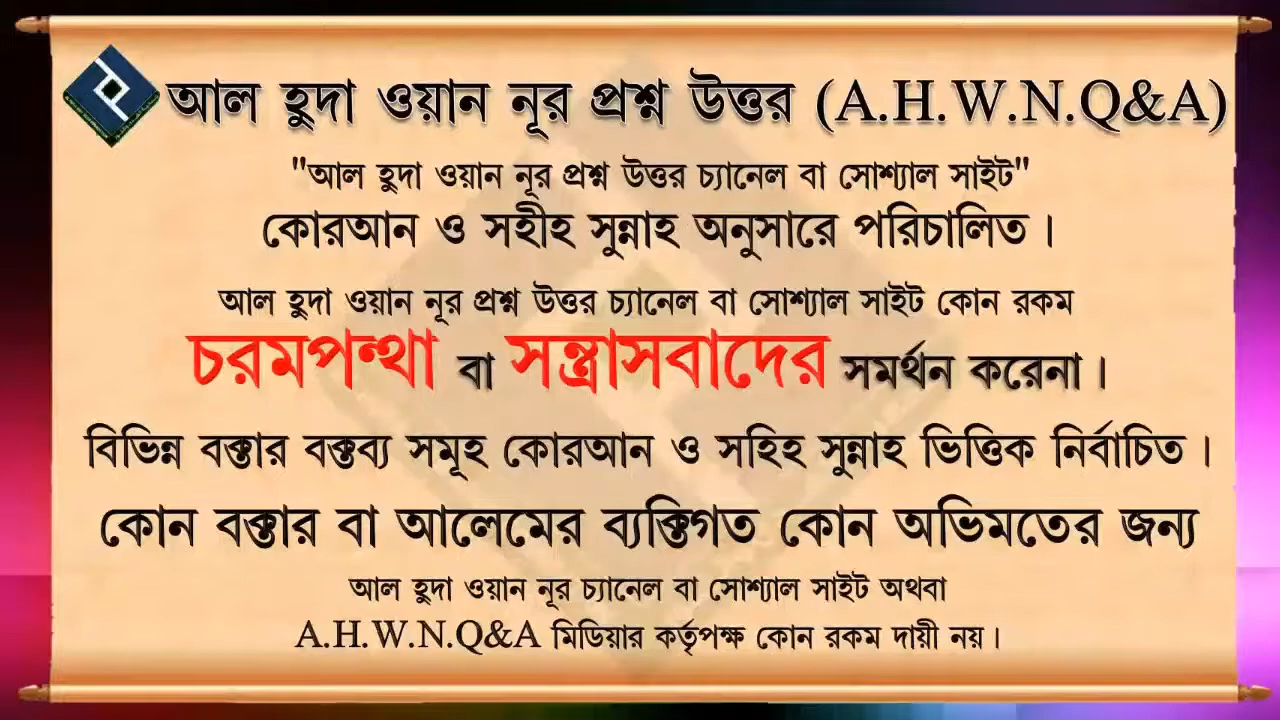 আল হুদা ওয়ান নূর প্রশ্ন উত্তর (A.H.W.N.Q&A)
"আল হুদা ওয়ান নূর প্রশ্ন উত্তর চ্যানেল বা সোশ্যাল সাইট"
কোরআন ও সহীহ সুন্নাহ অনুসারে পরিচালিত।
আল হুদা ওয়ান নূর প্রশ্ন উত্তর চ্যানেল বা সোশ্যাল সাইট কোন রকম
চরমপন্থা বা সন্ত্রাসবাদের সমর্থন করেনা।
বিভিন্ন বক্তার বক্তব্য সমূহ কোরআন ও সহিহ সুন্নাহ ভিত্তিক নির্বাচিত।
কোন বক্তার বা আলেমের ব্যক্তিগত কোন অভিমতের জন্য
আল হুদা ওয়ান নূর চ্যানেল বা সোশ্যাল সাইট অথবা
A.H.W.N.Q&A মিডিয়ার কর্তৃপক্ষ কোন রকম দায়ী নয়।